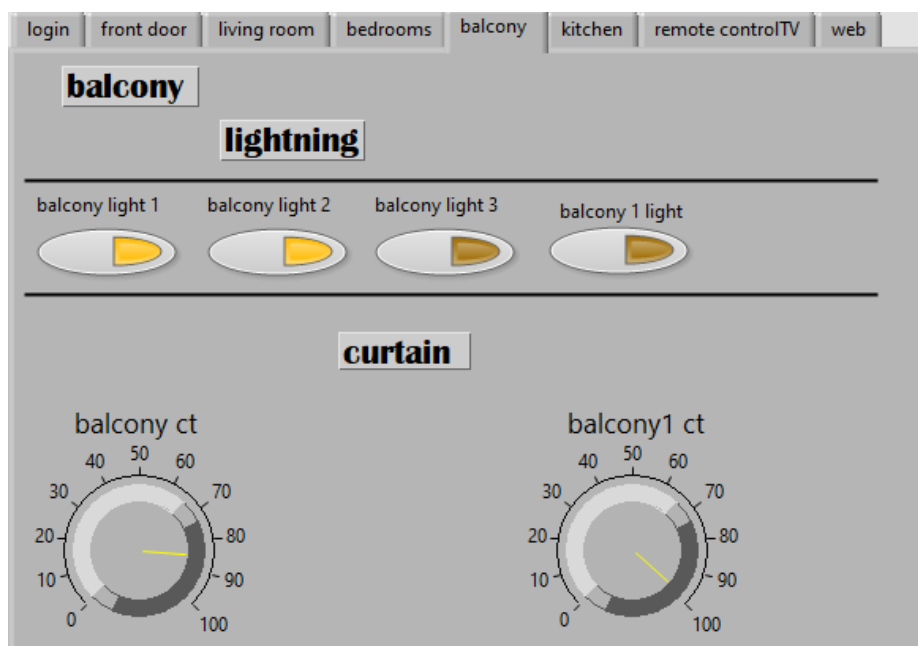 login front door living room bedrooms balcony kitchen remote controlTV web
balcony
lightning
balcony light 1 balcony light 2 balcony light 3 balcony 1 light
curtain
balcony ct balcony1 ct
50 50
40 60 40 60
30 70 30 70
20 80 20 80
10 90 10 90
0 100 0 100